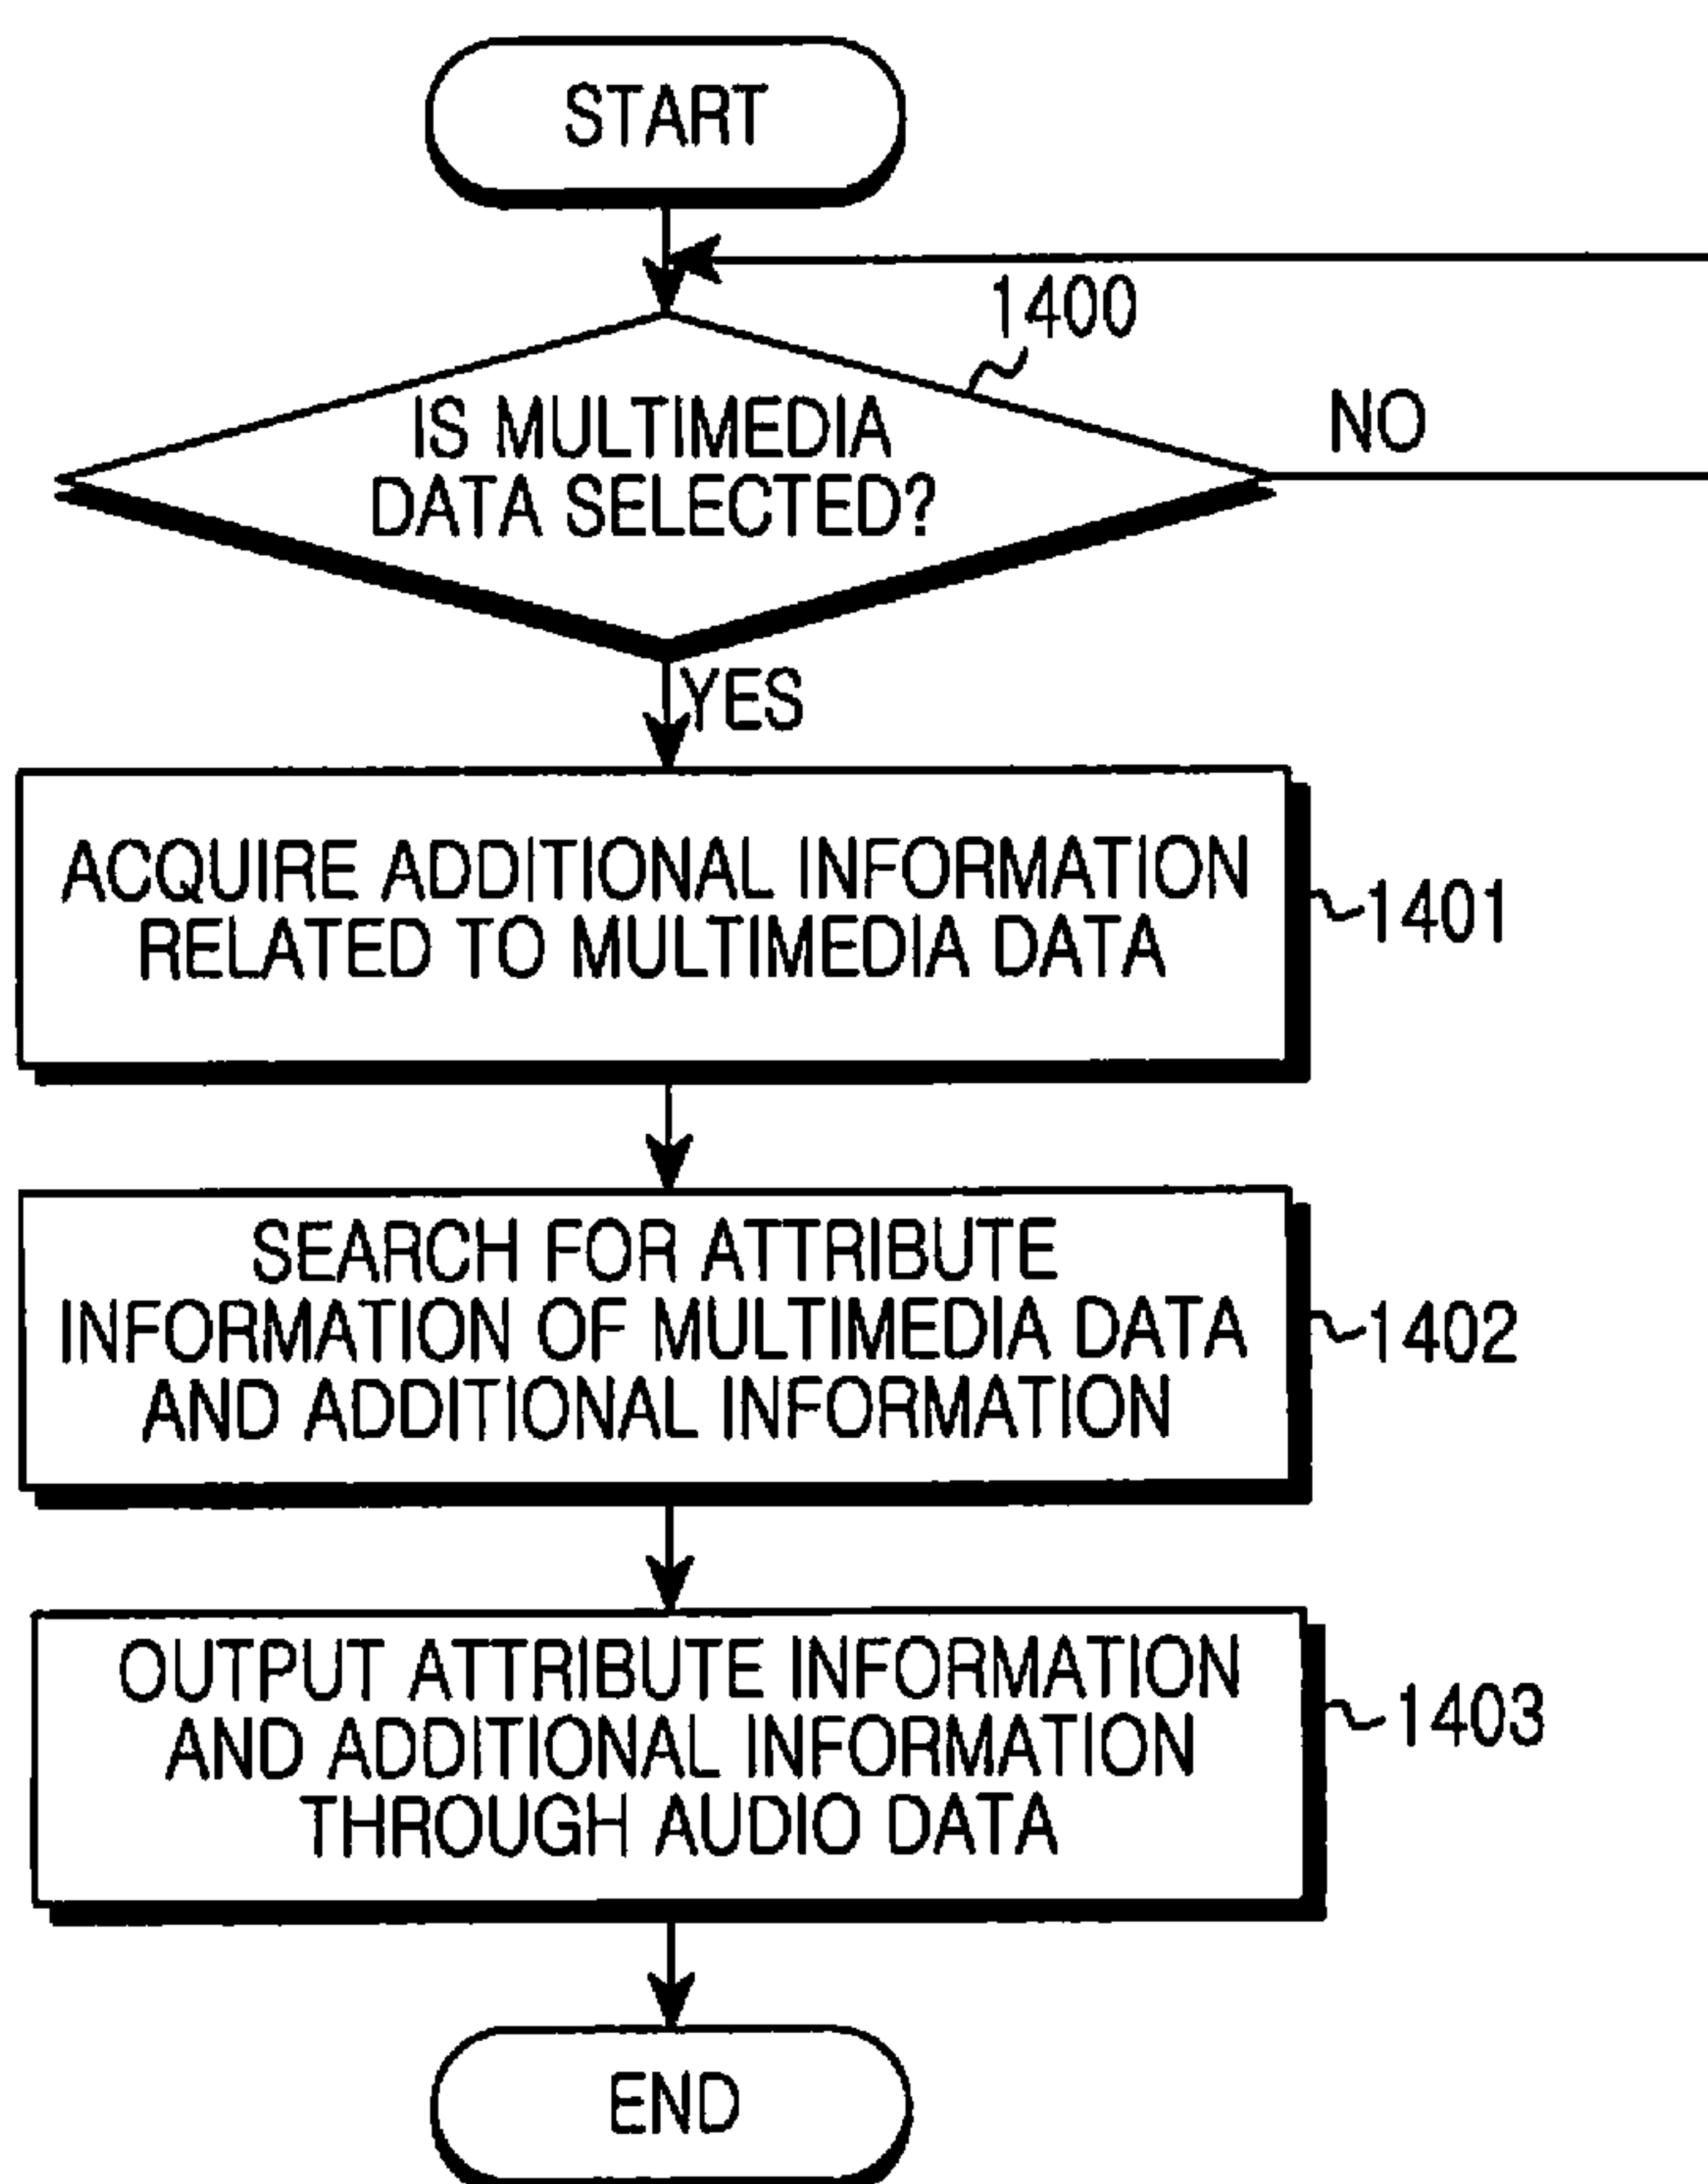 START
1400
IS MULTIMEDIA
DATA SELECTED?
NO
YES
ACQUIRE ADDITIONAL INFORMATION
RELATED TO MULTIMEDIA DATA
1401
SEARCH FOR ATTRIBUTE
INFORMATION OF MULTIMEDIA DATA
AND ADDITIONAL INFORMATION
1402
OUTPUT ATTRIBUTE INFORMATION
AND ADDITIONAL INFORMATION
THROUGH AUDIO DATA
1403
END